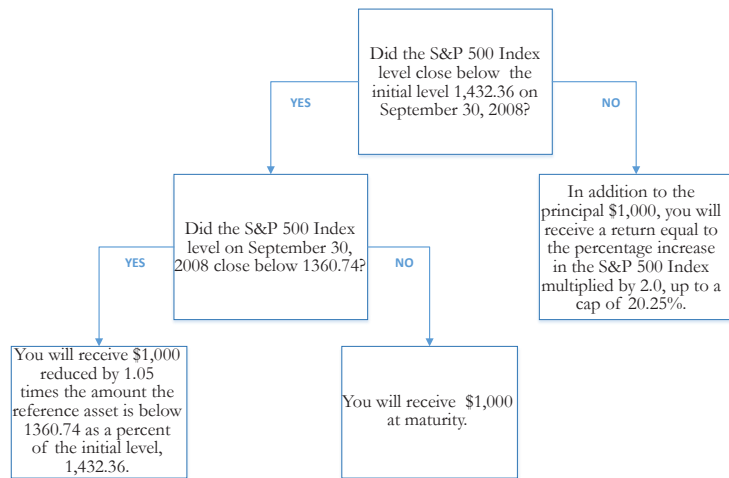 Did the S&P 500 Index
level close below the
initial level 1,432.36 on
September 30, 2008?
YES
NO
Did the S&P 500 Index
level on September 30,
2008 close below 1360.74?
In addition to the
principal $1,000, you will
receive a return equal to
the percentage increase
in the S&P 500 Index
multiplied by 2.0, up to a
cap of 20.25%.
YES
NO
You will receive $1,000
reduced by 1.05
times the amount the
reference asset is below
1360.74 as a percent
of the initial level,
1,432.36.
You will receive $1,000
at maturity.